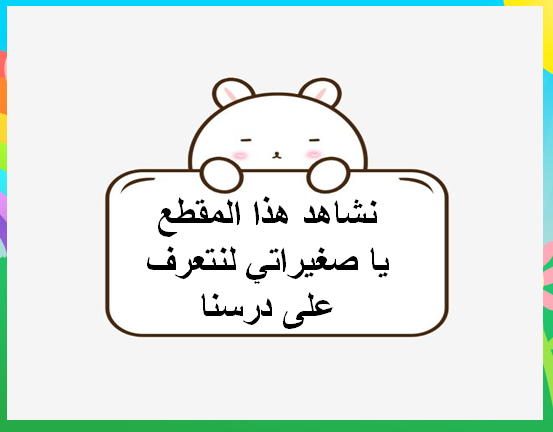 نشاهد هذا المقطع
يا صغيراتي لنتعرف
على درسنا